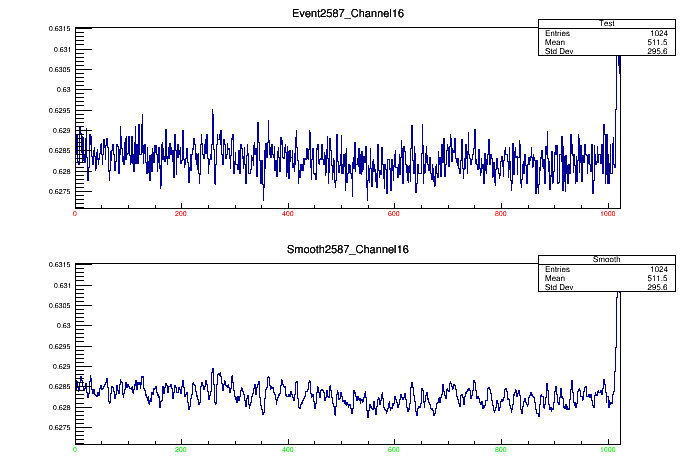 Event2587_Channel16
Test
Entries 1024
Mean 511.5
Std Dev 295.6
0.6315
0.631
0.6305
0.63
0.6295
0.629
0.6285
0.628
0.6275
0 200 400 600 800 1000
Smooth2587_Channel16
Smooth
Entries 1024
Mean 511.5
Std Dev 295.6
0.6315
0.631
0.6305
0.63
0.6295
0.629
0.6285
0.628
0.6275
0 200 400 600 800 1000